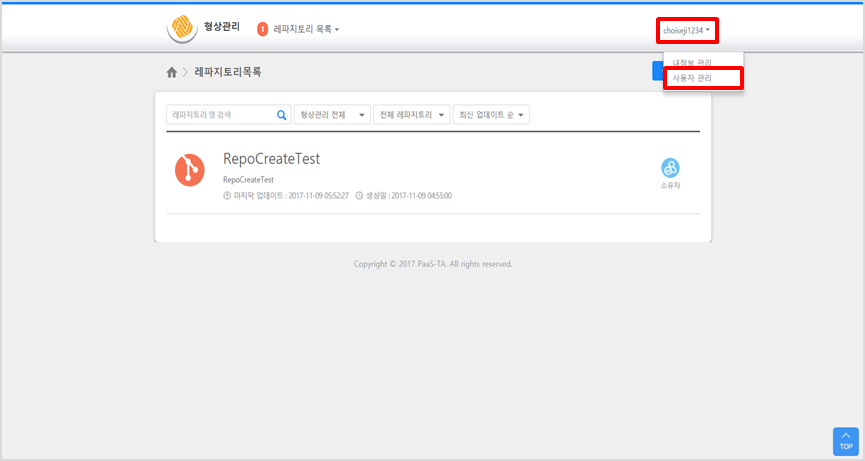 형상관리
1 레파지토리 목록
choiseji1234
내정보 관리
사용자 관리
레파지토리목록
레파지토리 명 검색
형상관리 전체
전체 레파지토리
최신 업데이트 순
RepoCreateTest
RepoCreateTest
마지막 업데이트 : 2017-11-09 05:52:27 생성일 : 2017-11-09 04:55:00
소유자
Copyright © 2017 PaaS-TA. All rights reserved.
TOP